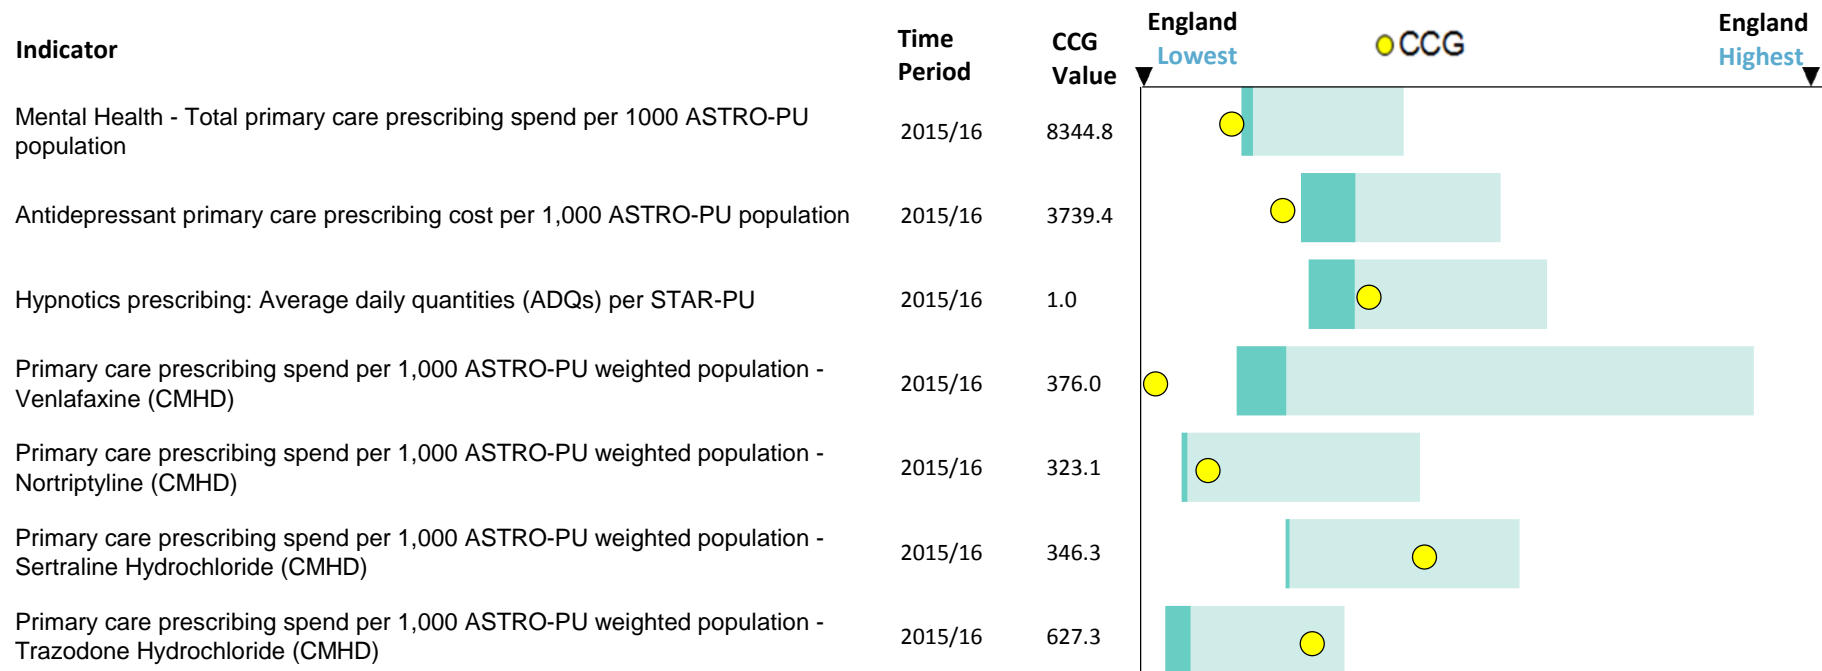 Indicator
Time
Period
CCG
Value
England
Lowest
CCG
England
Highest
Mental Health - Total primary care prescribing spend per 1000 ASTRO-PU
population
2015/16
8344.8
Antidepressant primary care prescribing cost per 1,000 ASTRO-PU population
2015/16
3739.4
Hypnotics prescribing: Average daily quantities (ADQs) per STAR-PU
2015/16
1.0
Primary care prescribing spend per 1,000 ASTRO-PU weighted population -
Venlafaxine (CMHD)
2015/16
376.0
Primary care prescribing spend per 1,000 ASTRO-PU weighted population -
Nortriptyline (CMHD)
2015/16
323.1
Primary care prescribing spend per 1,000 ASTRO-PU weighted population -
Sertraline Hydrochloride (CMHD)
2015/16
346.3
Primary care prescribing spend per 1,000 ASTRO-PU weighted population -
Trazodone Hydrochloride (CMHD)
2015/16
627.3